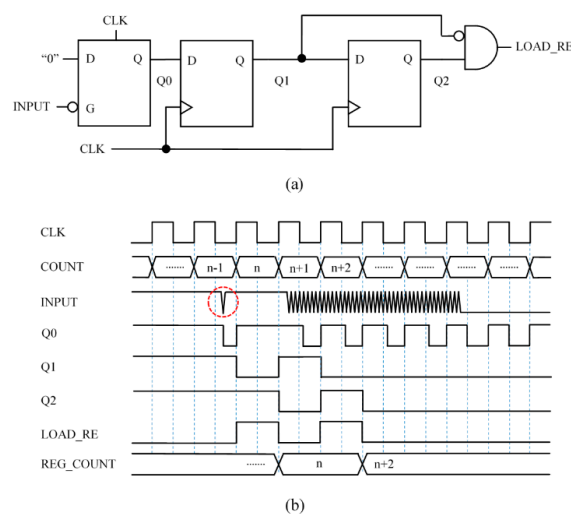 CLK
"0" D Q D Q D Q LOAD_RE
Q0 Q1 Q2
INPUT G
CLK
(a)
CLK
COUNT ······· n-1 n n+1 n+2 ······· ······· ······· ·······
INPUT
Q0
Q1
Q2
LOAD_RE
REG_COUNT ······· n n+2
(b)